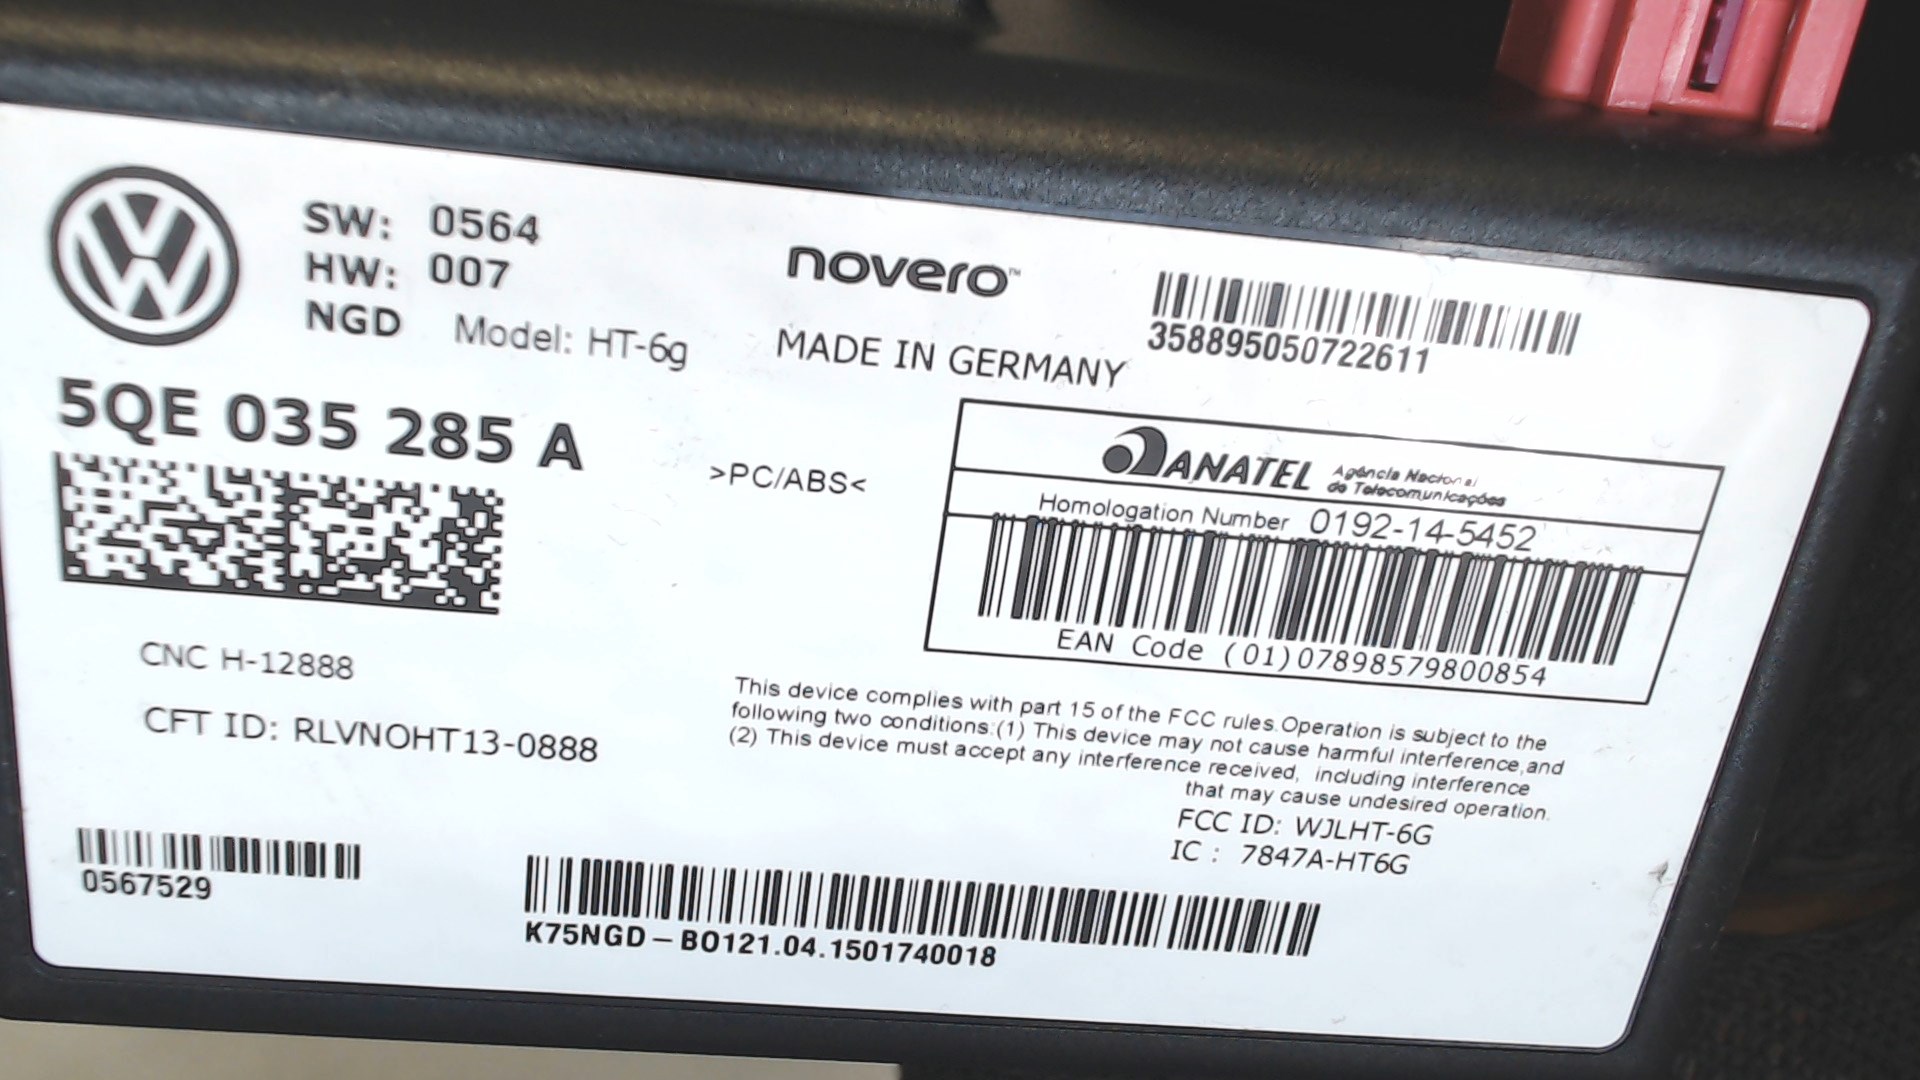 SW: 0564
HW: 007
NGD Model: HT-6g
novero™
MADE IN GERMANY
358895050722611
5QE 035 285 A
>PC/ABS<
ANATEL Agência Nacional
de Telecomunicações
Homologation Number 0192-14-5452
EAN Code (01)07898579800854
CNC H-12888
CFT ID: RLVNOHT13-0888
This device complies with part 15 of the FCC rules.Operation is subject to the
following two conditions:(1) This device may not cause harmful interference,and
(2) This device must accept any interference received, including interference
that may cause undesired operation.
FCC ID: WJLHT-6G
IC : 7847A-HT6G
0567529
K75NGD-BO121.04.1501740018